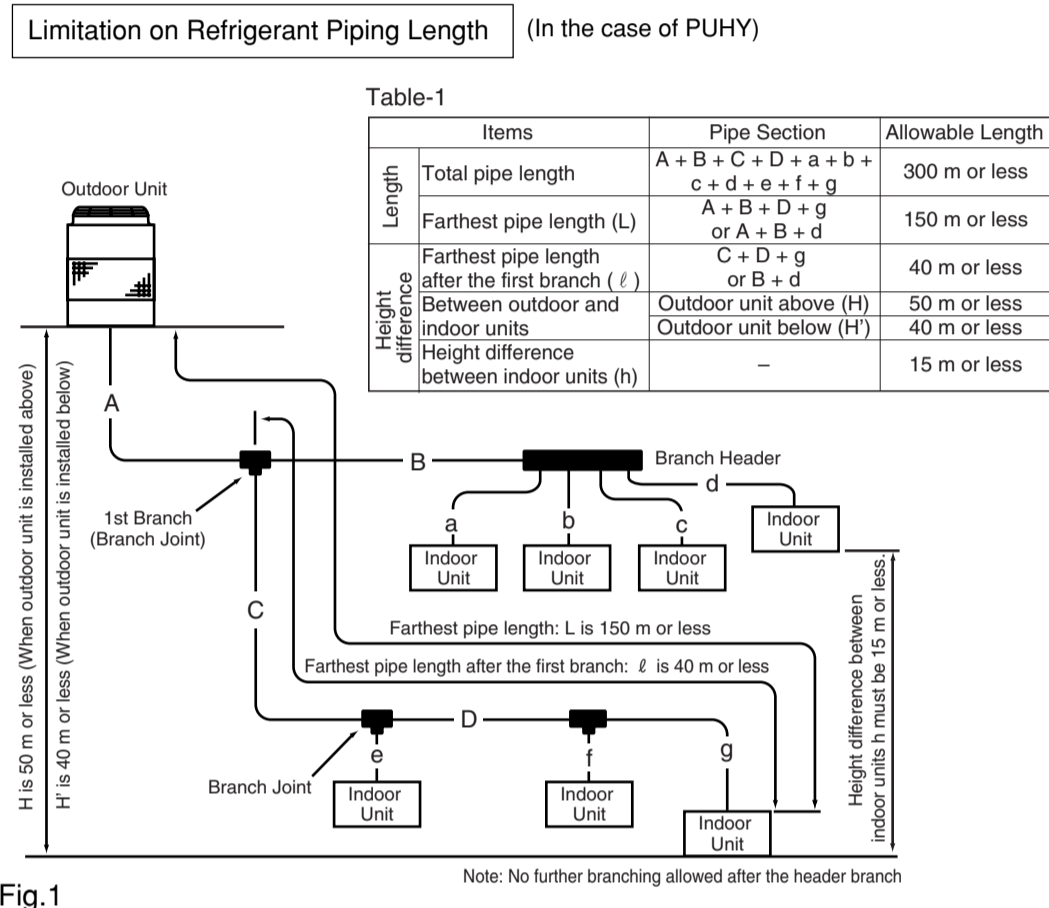 Limitation on Refrigerant Piping Length (In the case of PUHY)
Table-1
Items Pipe Section Allowable Length
Length
Total pipe length
A + B + C + D + a + b +
c + d + e + f + g
300 m or less
Farthest pipe length (L)
A + B + D + g
or A + B + d
150 m or less
Height
difference
Farthest pipe length
after the first branch ( ℓ )
C + D + g
or B + d
40 m or less
Between outdoor and
indoor units
Outdoor unit above (H) 50 m or less
Outdoor unit below (H') 40 m or less
Height difference
between indoor units (h)
–
15 m or less
Outdoor Unit
H is 50 m or less (When outdoor unit is installed above)
H' is 40 m or less (When outdoor unit is installed below)
A
B
Branch Header
d
1st Branch
(Branch Joint)
a
b
c
Indoor
Unit
Indoor
Unit
Indoor
Unit
Indoor
Unit
C
Farthest pipe length: L is 150 m or less
Farthest pipe length after the first branch: ℓ is 40 m or less
Height difference between
indoor units h must be 15 m or less.
D
e
f
g
Branch Joint
Indoor
Unit
Indoor
Unit
Indoor
Unit
Note: No further branching allowed after the header branch
Fig.1